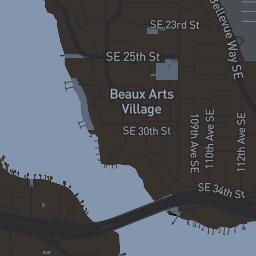 SE 23rd St
Bellevue Way SE
SE 25th St
Beaux Arts
Village
SE 30th St
109th Ave SE
110th Ave SE
112th Ave SE
SE 34th St